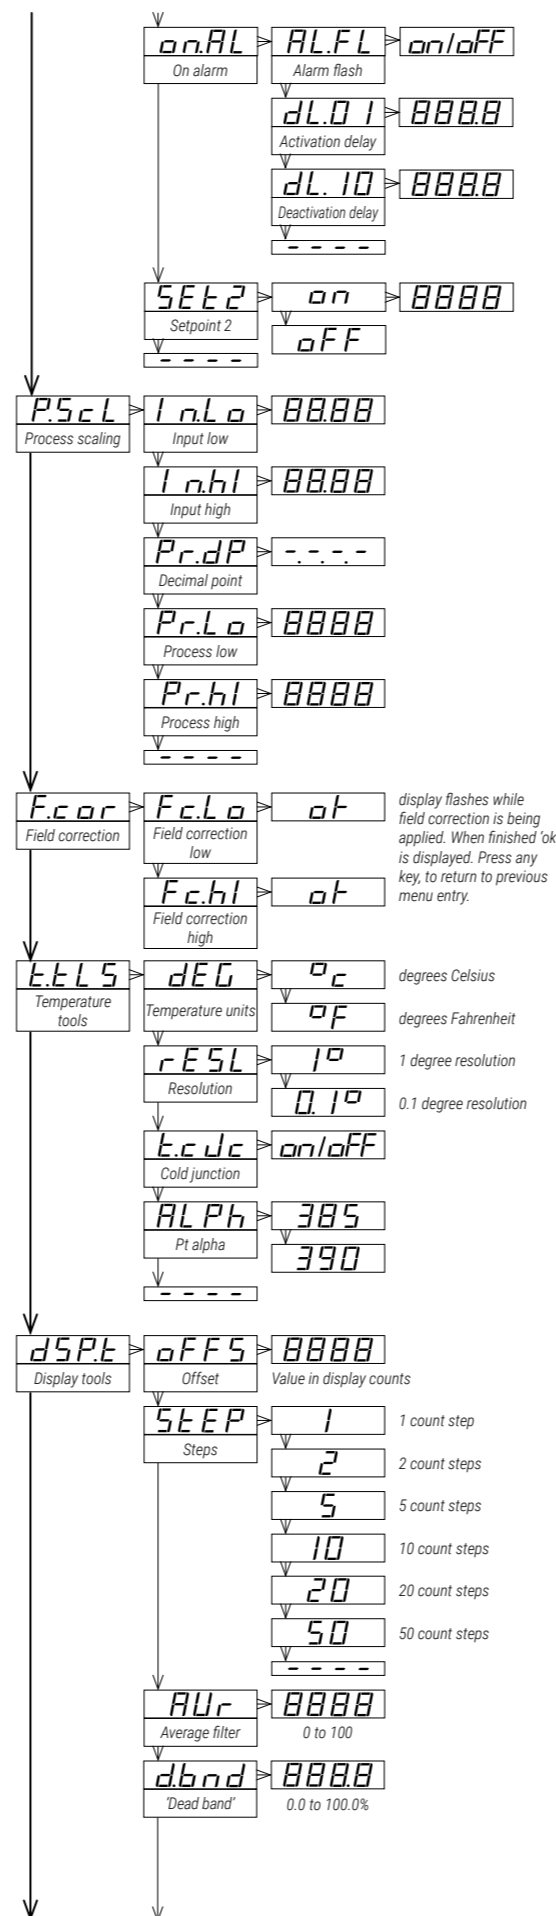 on.AL AL.FL on/oFF
On alarm Alarm flash
dL.01 888.8
Activation delay
dL.10 888.8
Deactivation delay
- - - -
SEt2 on 8888
Setpoint 2
oFF
- - - -
P.ScL In.Lo 88.88
Process scaling Input low
In.hI 88.88
Input high
Pr.dP -.-.-.-
Decimal point
Pr.Lo 8888
Process low
Pr.hI 8888
Process high
- - - -
F.cor Fc.Lo ok
Field correction Field correction
low
display flashes while
field correction is being
applied. When finished 'ok
is displayed. Press any
key, to return to previous
menu entry.
Fc.hI ok
Field correction
high
t.tLS dEG ºc degrees Celsius
Temperature
tools
Temperature units
ºF degrees Fahrenheit
rESL 1º 1 degree resolution
Resolution
0.1º 0.1 degree resolution
t.cJc on/oFF
Cold junction
ALPh 385
Pt alpha
390
- - - -
dSP.t oFFS 8888
Display tools Offset Value in display counts
StEP 1 1 count step
Steps
2 2 count steps
5 5 count steps
10 10 count steps
20 20 count steps
50 50 count steps
- - - -
AVr 8888
Average filter 0 to 100
d.bnd 888.8
'Dead band' 0.0 to 100.0%